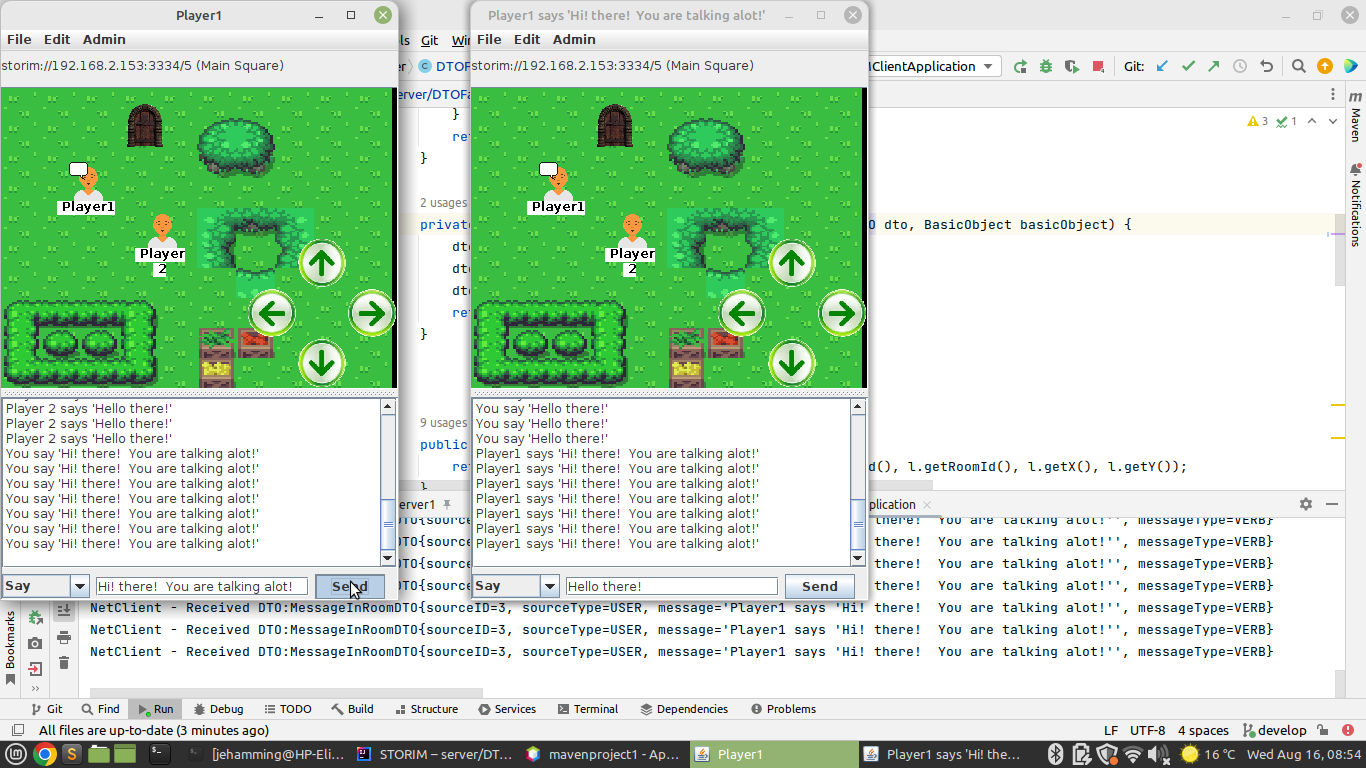 Player1
File Edit Admin
storim://192.168.2.153:3334/5 (Main Square)
Player1
Player
2
Player 2 says 'Hello there!'
Player 2 says 'Hello there!'
Player 2 says 'Hello there!'
You say 'Hi! there!  You are talking alot!'
You say 'Hi! there!  You are talking alot!'
You say 'Hi! there!  You are talking alot!'
You say 'Hi! there!  You are talking alot!'
You say 'Hi! there!  You are talking alot!'
You say 'Hi! there!  You are talking alot!'
You say 'Hi! there!  You are talking alot!'
Say Hi! there!  You are talking alot! Send
Player1 says 'Hi! there!  You are talking alot!'
File Edit Admin
storim://192.168.2.153:3334/5 (Main Square)
Player1
Player
2
You say 'Hello there!'
You say 'Hello there!'
You say 'Hello there!'
Player1 says 'Hi! there!  You are talking alot!'
Player1 says 'Hi! there!  You are talking alot!'
Player1 says 'Hi! there!  You are talking alot!'
Player1 says 'Hi! there!  You are talking alot!'
Player1 says 'Hi! there!  You are talking alot!'
Player1 says 'Hi! there!  You are talking alot!'
Player1 says 'Hi! there!  You are talking alot!'
Say Hello there! Send
ls Git Wi
er C DTOF MClientApplication Git:
erver/DTOFa
3 1
}
re
}
2 usages
private O dto, BasicObject basicObject) {
dt
dt
dt
re
}
9 usages
public
re d(), l.getRoomId(), l.getX(), l.getY());
}
m Maven
Notifications
erver1 plication
DTO{source there!  You are talking alot!'', messageType=VERB}
there!  You are talking alot!'', messageType=VERB}
there!  You are talking alot!'', messageType=VERB}
there!  You are talking alot!'', messageType=VERB}
NetClient - Received DTO:MessageInRoomDTO{sourceID=3, sourceType=USER, message='Player1 says 'Hi! there!  You are talking alot!'', messageType=VERB}
NetClient - Received DTO:MessageInRoomDTO{sourceID=3, sourceType=USER, message='Player1 says 'Hi! there!  You are talking alot!'', messageType=VERB}
NetClient - Received DTO:MessageInRoomDTO{sourceID=3, sourceType=USER, message='Player1 says 'Hi! there!  You are talking alot!'', messageType=VERB}
Bookmarks
Git Find Run Debug TODO Build Structure Services Terminal Dependencies Problems
All files are up-to-date (3 minutes ago) LF UTF-8 4 spaces develop
[jehamming@HP-Eli... STORIM – server/DT... mavenproject1 - Ap... Player1 Player1 says 'Hi! the... 16 °C Wed Aug 16, 08:54